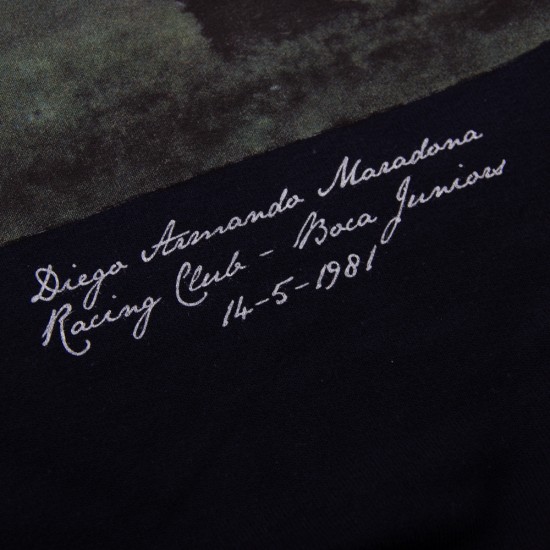 Diego Armando Maradona
Racing Club - Boca Juniors
14-5-1981